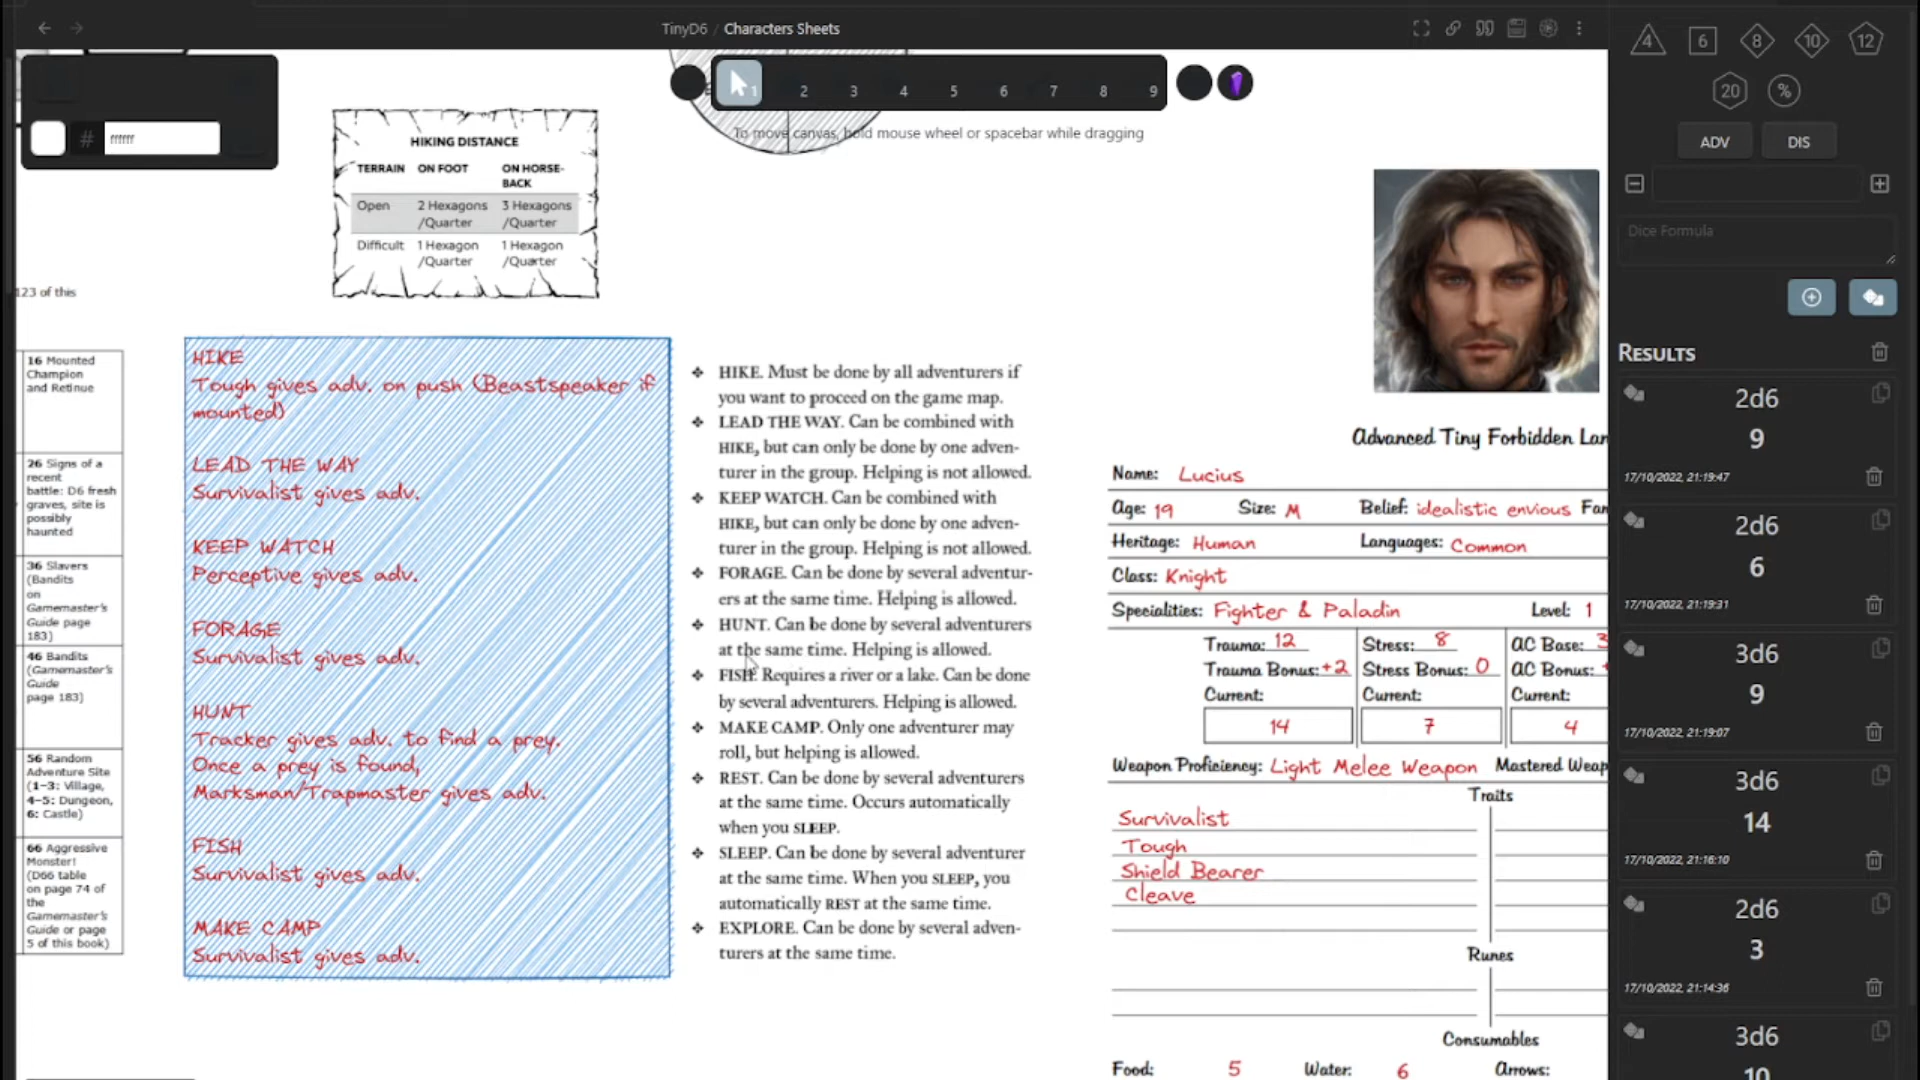 TinyD6 / Characters Sheets
# ffffff
1 2 3 4 5 6 7 8 9
To move canvas, hold mouse wheel or spacebar while dragging
HIKING DISTANCE
TERRAIN ON FOOT ON HORSE-
BACK
Open 2 Hexagons 3 Hexagons
/Quarter /Quarter
Difficult 1 Hexagon 1 Hexagon
/Quarter /Quarter
123 of this
16 Mounted
Champion
and Retinue
26 Signs of a
recent
battle: D6 fresh
graves, site is
possibly
haunted
36 Slavers
(Bandits
on
Gamemaster's
Guide page
183)
46 Bandits
(Gamemaster's
Guide
page 183)
56 Random
Adventure Site
(1–3: Village,
4–5: Dungeon,
6: Castle)
66 Aggressive
Monster!
(D66 table
on page 74 of
the
Gamemaster's
Guide or page
5 of this book)
HIKE
Tough gives adv. on push (Beastspeaker if
mounted)
LEAD THE WAY
Survivalist gives adv.
KEEP WATCH
Perceptive gives adv.
FORAGE
Survivalist gives adv.
HUNT
Tracker gives adv. to find a prey.
Once a prey is found,
Marksman/Trapmaster gives adv.
FISH
Survivalist gives adv.
MAKE CAMP
Survivalist gives adv.
❖ HIKE. Must be done by all adventurers if
you want to proceed on the game map.
❖ LEAD THE WAY. Can be combined with
HIKE, but can only be done by one adven-
turer in the group. Helping is not allowed.
❖ KEEP WATCH. Can be combined with
HIKE, but can only be done by one adven-
turer in the group. Helping is not allowed.
❖ FORAGE. Can be done by several adventur-
ers at the same time. Helping is allowed.
❖ HUNT. Can be done by several adventurers
at the same time. Helping is allowed.
❖ FISH. Requires a river or a lake. Can be done
by several adventurers. Helping is allowed.
❖ MAKE CAMP. Only one adventurer may
roll, but helping is allowed.
❖ REST. Can be done by several adventurers
at the same time. Occurs automatically
when you SLEEP.
❖ SLEEP. Can be done by several adventurer
at the same time. When you SLEEP, you
automatically REST at the same time.
❖ EXPLORE. Can be done by several adven-
turers at the same time.
Advanced Tiny Forbidden Lan
Name: Lucius
Age: 19 Size: M Belief: idealistic envious Fam
Heritage: Human Languages: Common
Class: Knight
Specialities: Fighter & Paladin Level: 1
Trauma: 12 Stress: 8 AC Base: 3
Trauma Bonus: +2 Stress Bonus: 0 AC Bonus: +
Current: Current: Current:
14 7 4
Weapon Proficiency: Light Melee Weapon Mastered Weap
Traits
Survivalist
Tough
Shield Bearer
Cleave
Runes
Consumables
Food: 5 Water: 6 Arrows:
4 6 8 10 12
20 %
ADV DIS
Dice Formula
RESULTS
2d6
9
17/10/2022, 21:19:47
2d6
6
17/10/2022, 21:19:31
3d6
9
17/10/2022, 21:19:07
3d6
14
17/10/2022, 21:16:10
2d6
3
17/10/2022, 21:14:36
3d6
10